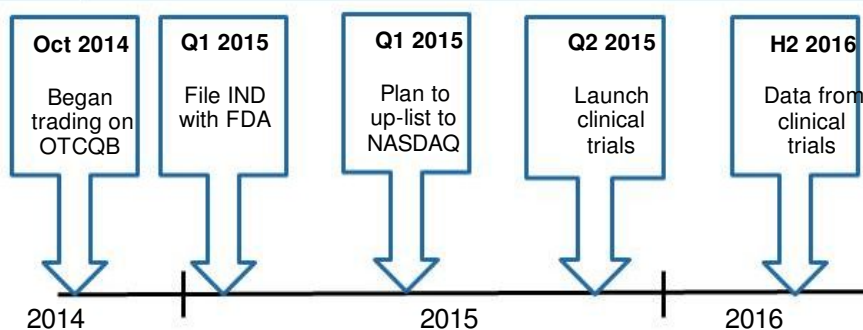 Oct 2014
Began
trading on
OTCQB
Q1 2015
File IND
with FDA
Q1 2015
Plan to
up-list to
NASDAQ
Q2 2015
Launch
clinical
trials
H2 2016
Data from
clinical
trials
2014
2015
2016